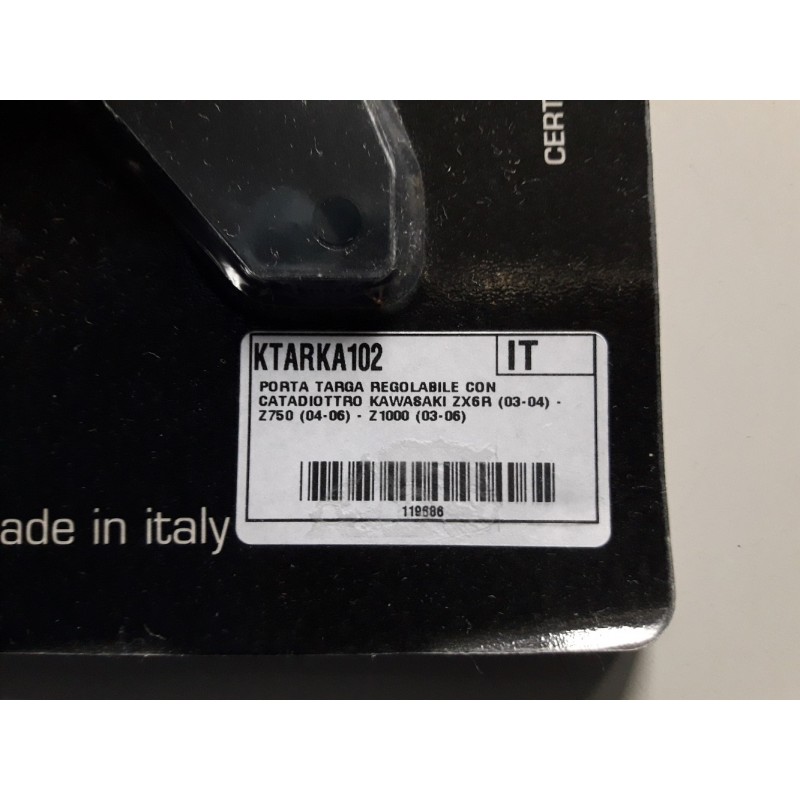 CERT
KTARKA102 IT
PORTA TARGA REGOLABILE CON
CATADIOTTRO KAWASAKI ZX6R (03-04) -
Z750 (04-06) - Z1000 (03-06)
119686
ade in italy